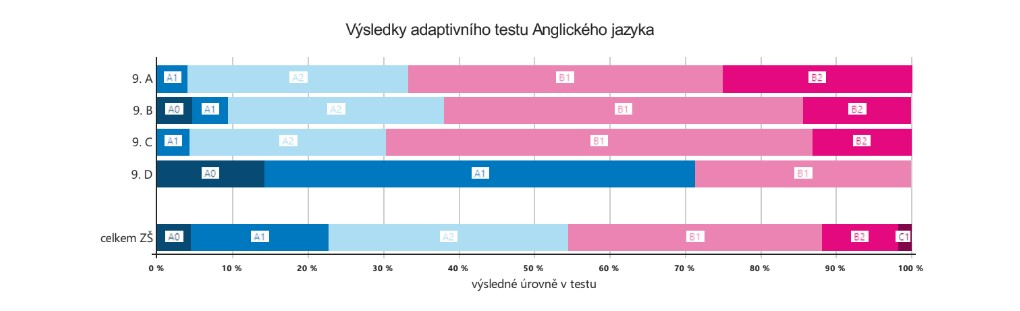 Výsledky adaptivního testu Anglického jazyka
9. A A1 A2 B1 B2
9. B A0 A1 A2 B1 B2
9. C A1 A2 B1 B2
9. D A0 A1 B1
celkem ZŠ A0 A1 A2 B1 B2 C1
0 % 10 % 20 % 30 % 40 % 50 % 60 % 70 % 80 % 90 % 100 %
výsledné úrovně v testu